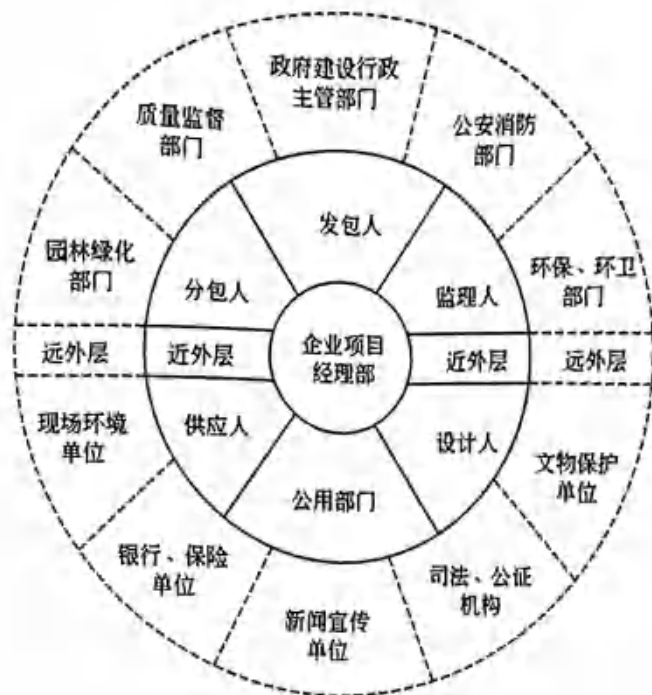 政府建设行政
主管部门
质量监督
部门
公安消防
部门
发包人
园林绿化
部门
分包人
监理人
环保、环卫
部门
远外层
近外层
企业项目
经理部
近外层
远外层
现场环境
单位
供应人
设计人
文物保护
单位
公用部门
银行、保险
单位
司法、公证
机构
新闻宣传
单位